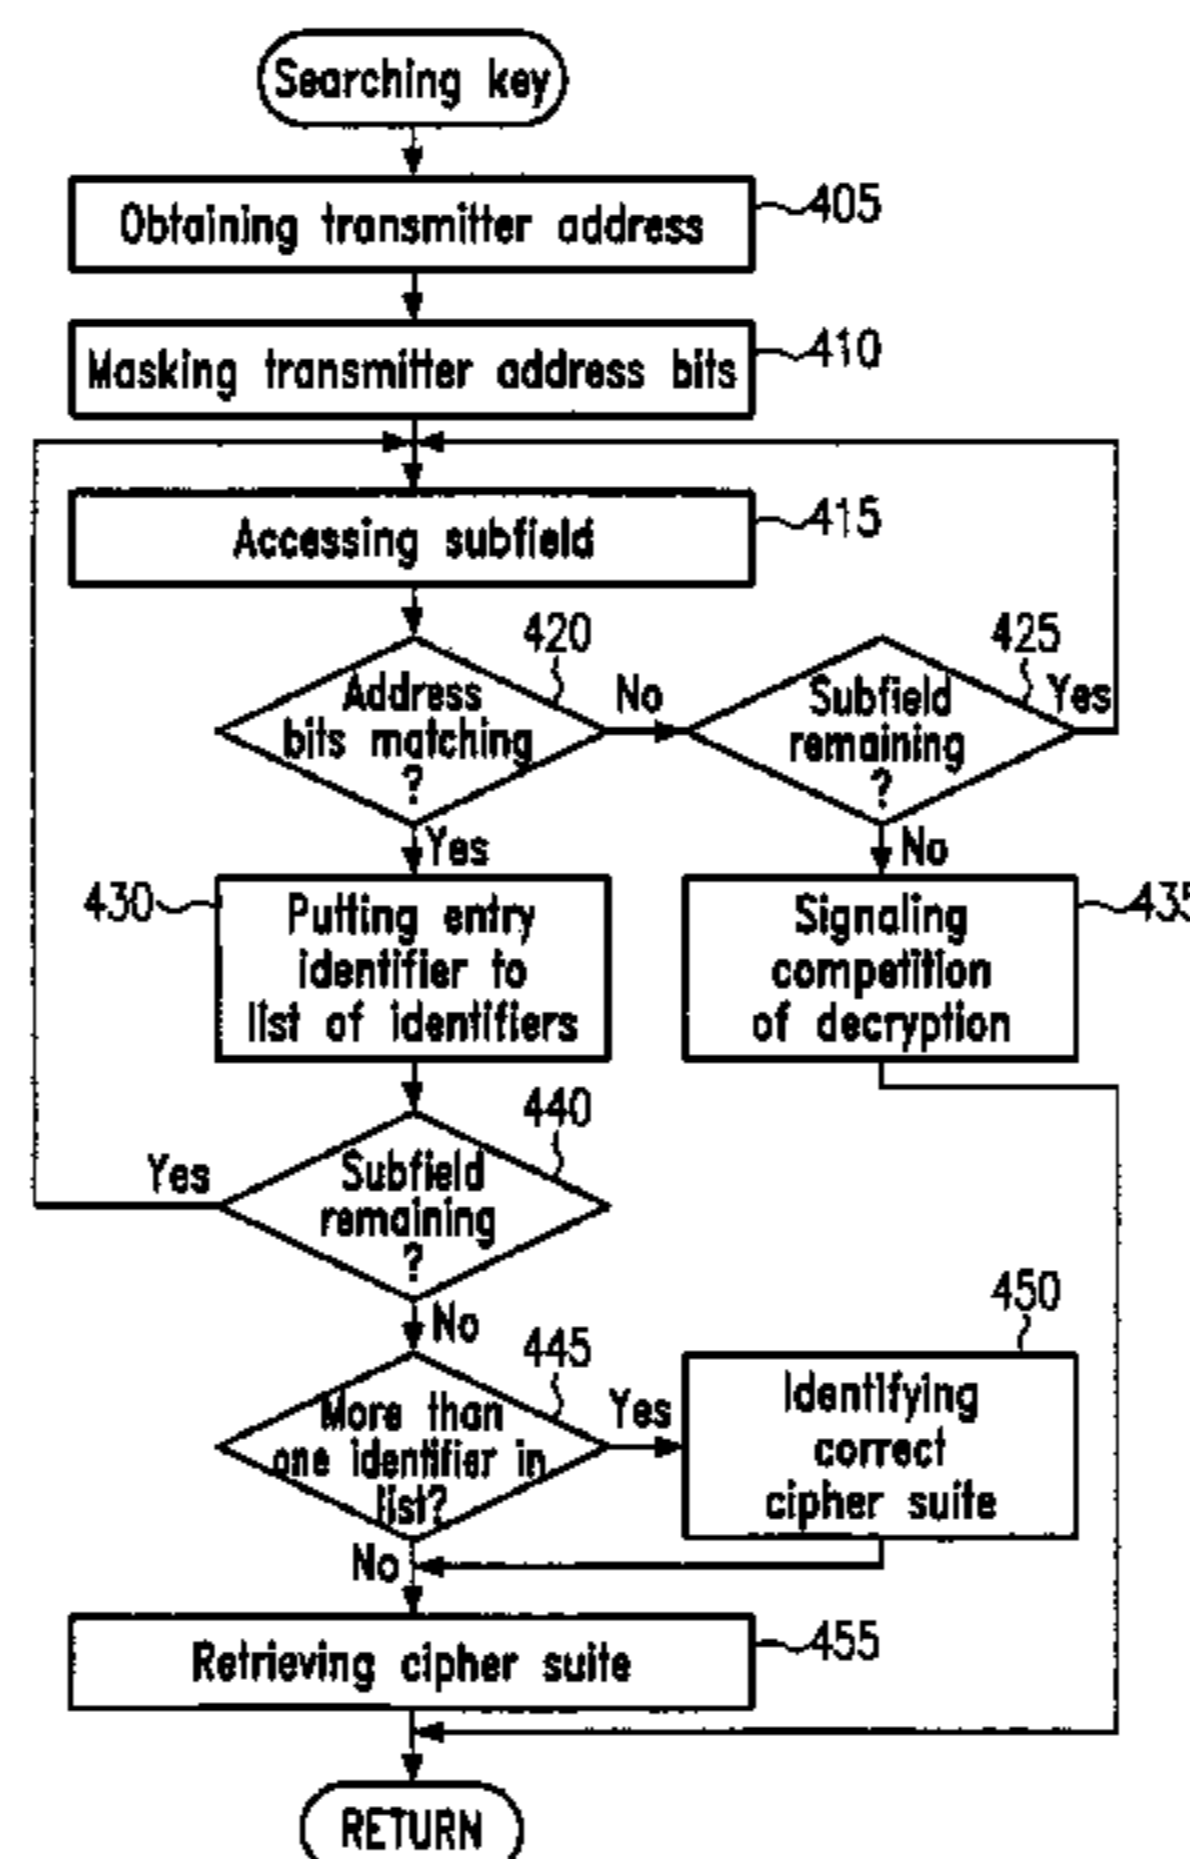 Searching key
Obtaining transmitter address
405
Masking transmitter address bits
410
Accessing subfield
415
420
Address
bits matching
?
No
425
Subfield
remaining
?
Yes
Yes
No
430
Putting entry
identifier to
list of identifiers
Signaling
competition
of decryption
435
440
Subfield
remaining
?
Yes
No
445
More than
one identifier in
list?
Yes
450
Identifying
correct
cipher suite
No
Retrieving cipher suite
455
RETURN